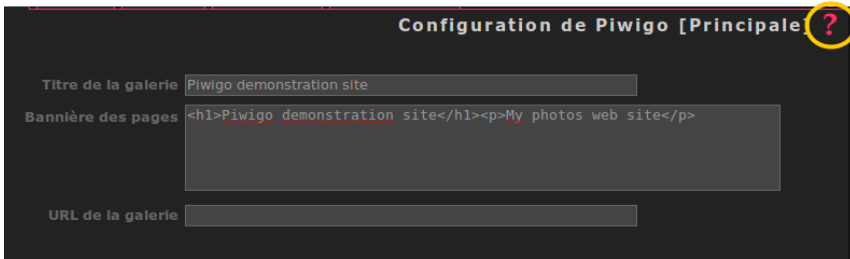 Configuration de Piwigo [Principale] ?
Titre de la galerie Piwigo demonstration site
Bannière des pages <h1>Piwigo demonstration site</h1><p>My photos web site</p>
URL de la galerie